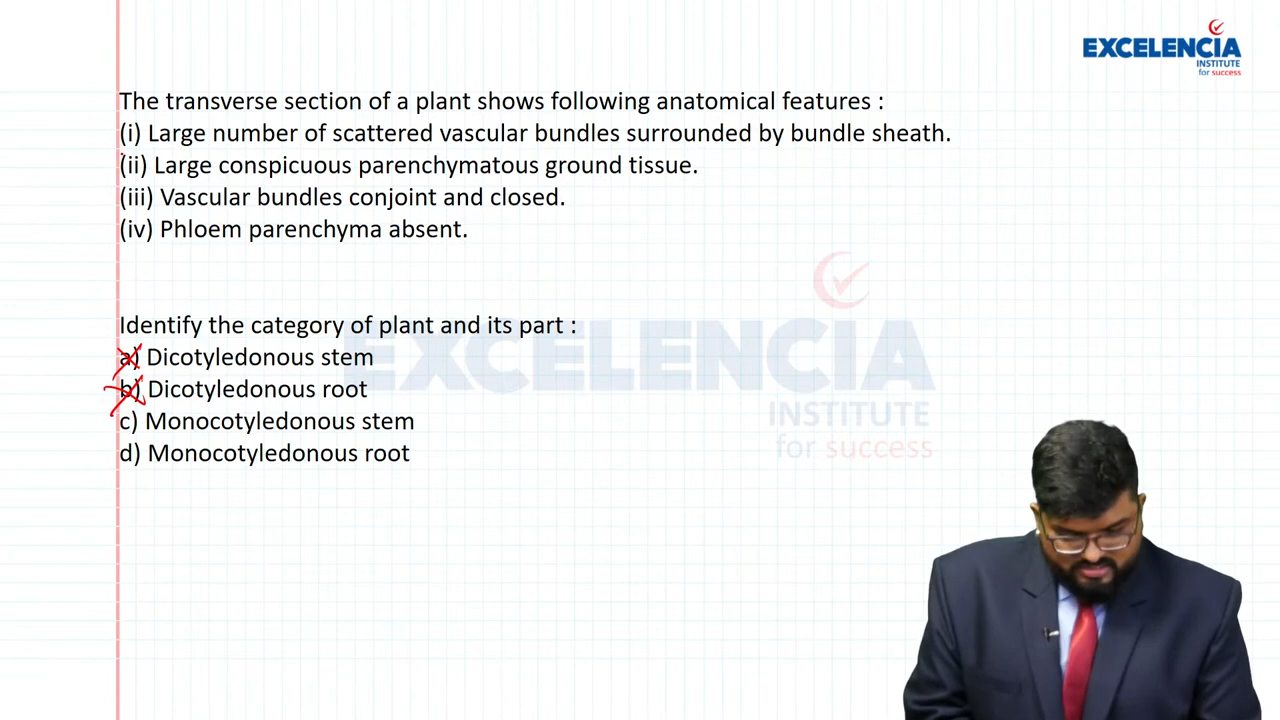 EXCELENCIA
INSTITUTE
for success
The transverse section of a plant shows following anatomical features :
(i) Large number of scattered vascular bundles surrounded by bundle sheath.
(ii) Large conspicuous parenchymatous ground tissue.
(iii) Vascular bundles conjoint and closed.
(iv) Phloem parenchyma absent.
Identify the category of plant and its part :
a) Dicotyledonous stem
b) Dicotyledonous root
c) Monocotyledonous stem
d) Monocotyledonous root
EXCELENCIA
INSTITUTE
for success